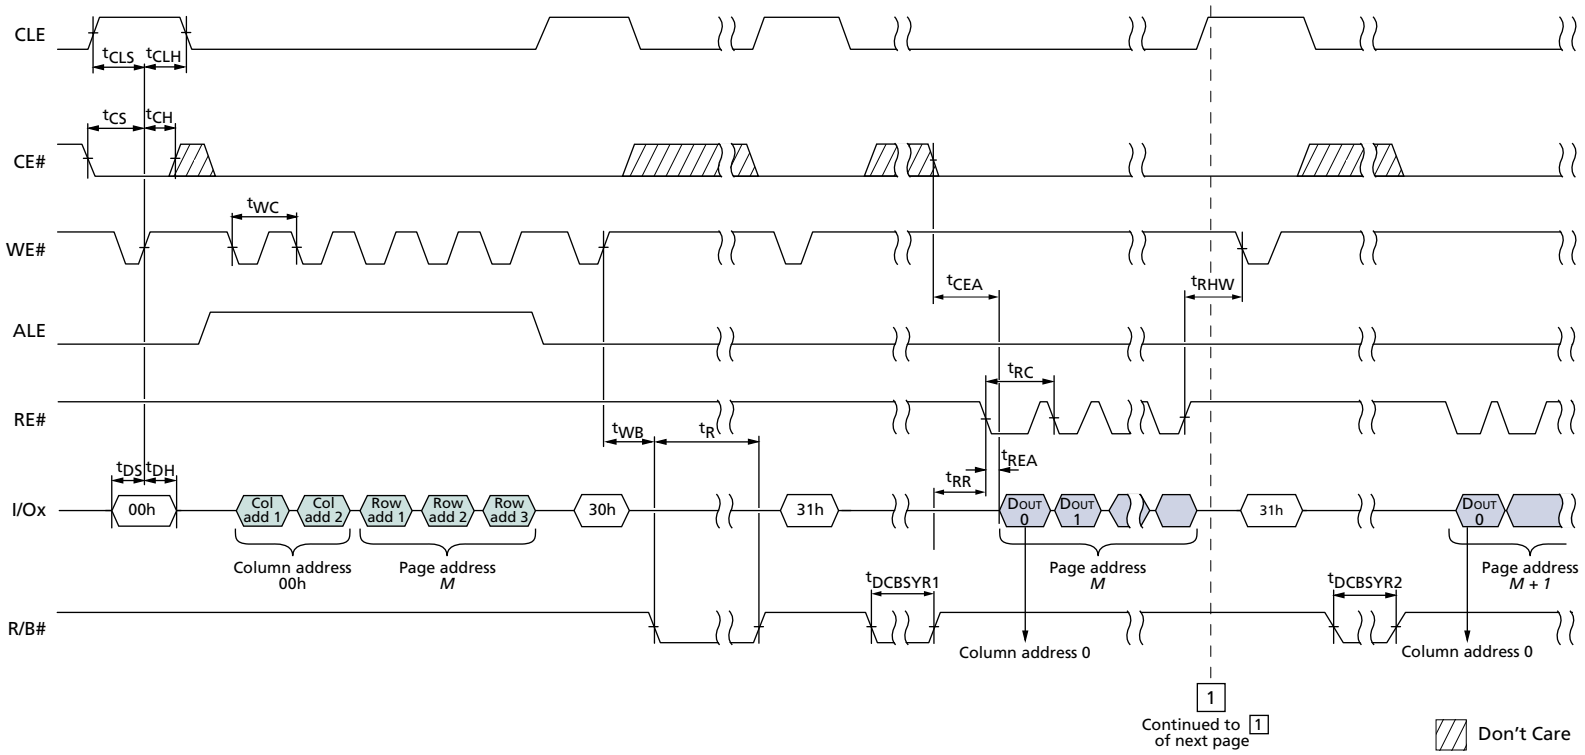 CLE
tCLS tCLH
tCS tCH
CE#
tWC
WE#
tCEA
tRHW
ALE
tRC
RE#
tWB
tR
tREA
tDS tDH
tRR
I/Ox
00h
Col add 1
Col add 2
Row add 1
Row add 2
Row add 3
30h
31h
DOUT 0
DOUT 1
31h
DOUT 0
Column address
00h
Page address
M
Page address
M
Page address
M + 1
tDCBSYR1
tDCBSYR2
R/B#
Column address 0
Column address 0
1
Continued to 1
of next page
Don't Care